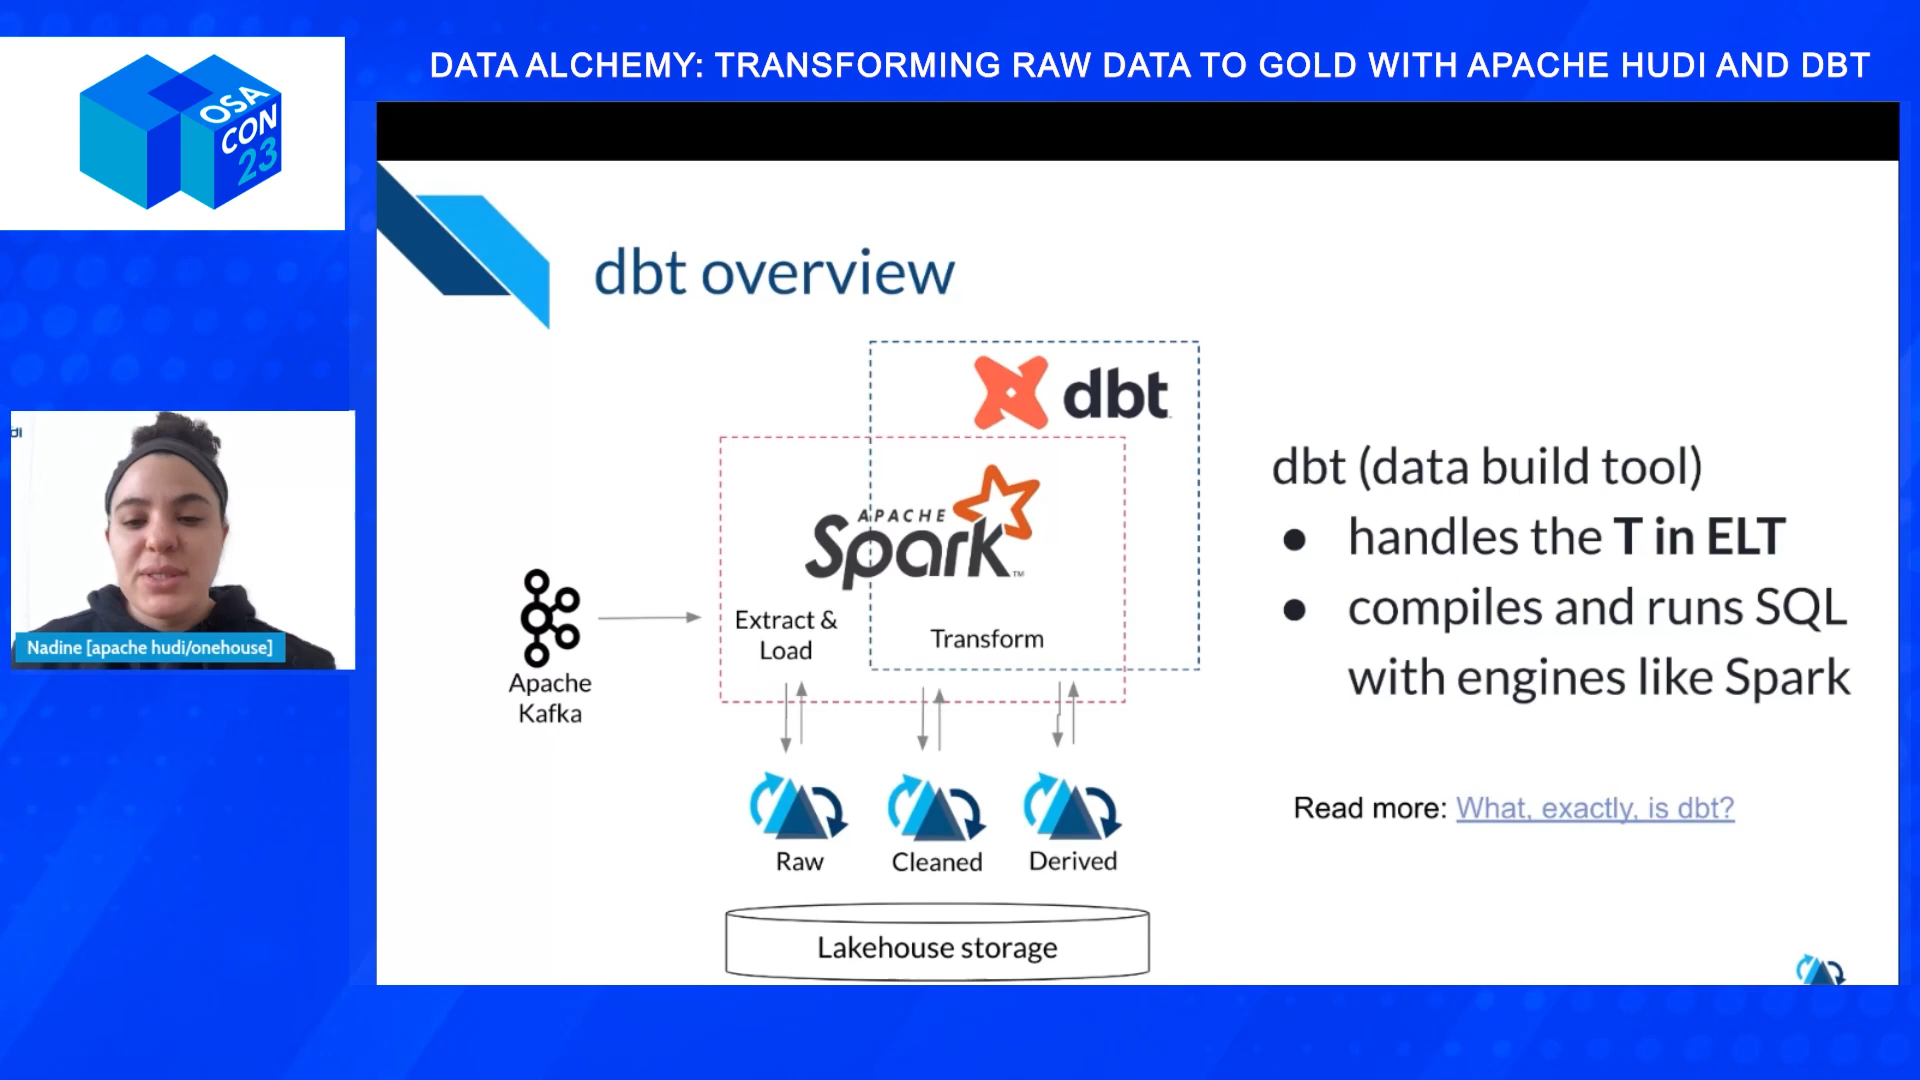 DATA ALCHEMY: TRANSFORMING RAW DATA TO GOLD WITH APACHE HUDI AND DBT
OSA
CON
23
dbt overview
dbt
APACHE
Spark™
Extract &
Load
Transform
Apache
Kafka
Raw
Cleaned
Derived
Lakehouse storage
dbt (data build tool)
● handles the T in ELT
● compiles and runs SQL
with engines like Spark
Read more: What, exactly, is dbt?
Nadine [apache hudi/onehouse]